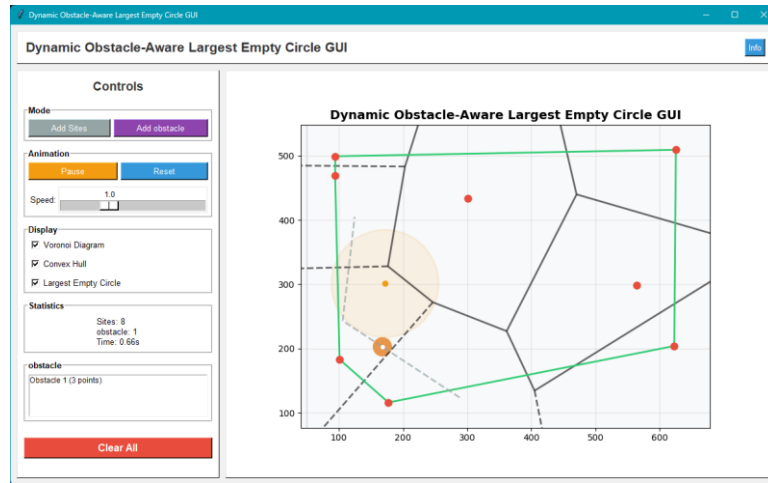 Dynamic Obstacle-Aware Largest Empty Circle GUI
Dynamic Obstacle-Aware Largest Empty Circle GUI
Info
Controls
Mode
Add Sites
Add obstacle
Animation
Pause
Reset
Speed:
1.0
Display
Voronoi Diagram
Convex Hull
Largest Empty Circle
Statistics
Sites: 8
obstacle: 1
Time: 0.66s
obstacle
Obstacle 1 (3 points)
Clear All
Dynamic Obstacle-Aware Largest Empty Circle GUI
500
400
300
200
100
100
200
300
400
500
600